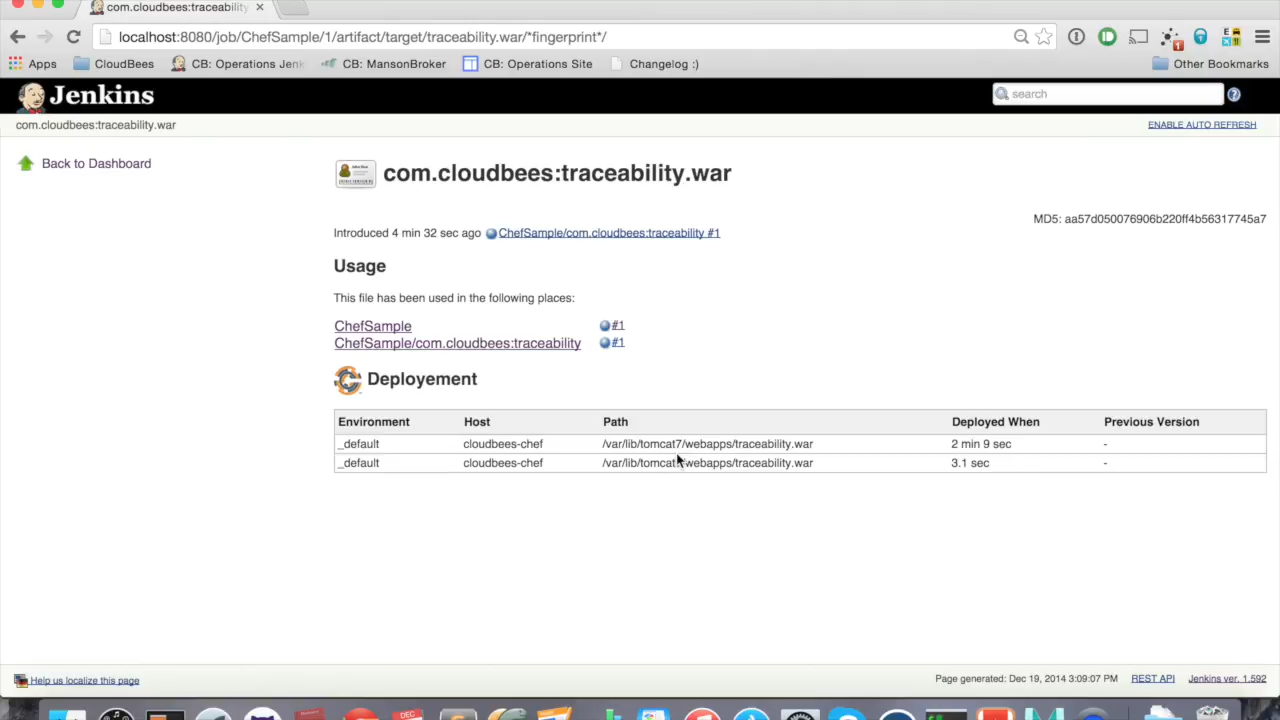 com.cloudbees:traceability
localhost:8080/job/ChefSample/1/artifact/target/traceability.war/*fingerprint*/
Apps CloudBees CB: Operations Jenk CB: MansonBroker CB: Operations Site Changelog :) Other Bookmarks
Jenkins search
com.cloudbees:traceability.war ENABLE AUTO REFRESH
Back to Dashboard
com.cloudbees:traceability.war
MD5: aa57d050076906b220ff4b56317745a7
Introduced 4 min 32 sec ago ChefSample/com.cloudbees:traceability #1
Usage
This file has been used in the following places:
ChefSample #1
ChefSample/com.cloudbees:traceability #1
Deployement
Environment Host Path Deployed When Previous Version
_default cloudbees-chef /var/lib/tomcat7/webapps/traceability.war 2 min 9 sec -
_default cloudbees-chef /var/lib/tomcat7/webapps/traceability.war 3.1 sec -
Help us localize this page Page generated: Dec 19, 2014 3:09:07 PM REST API Jenkins ver. 1.592
DEC